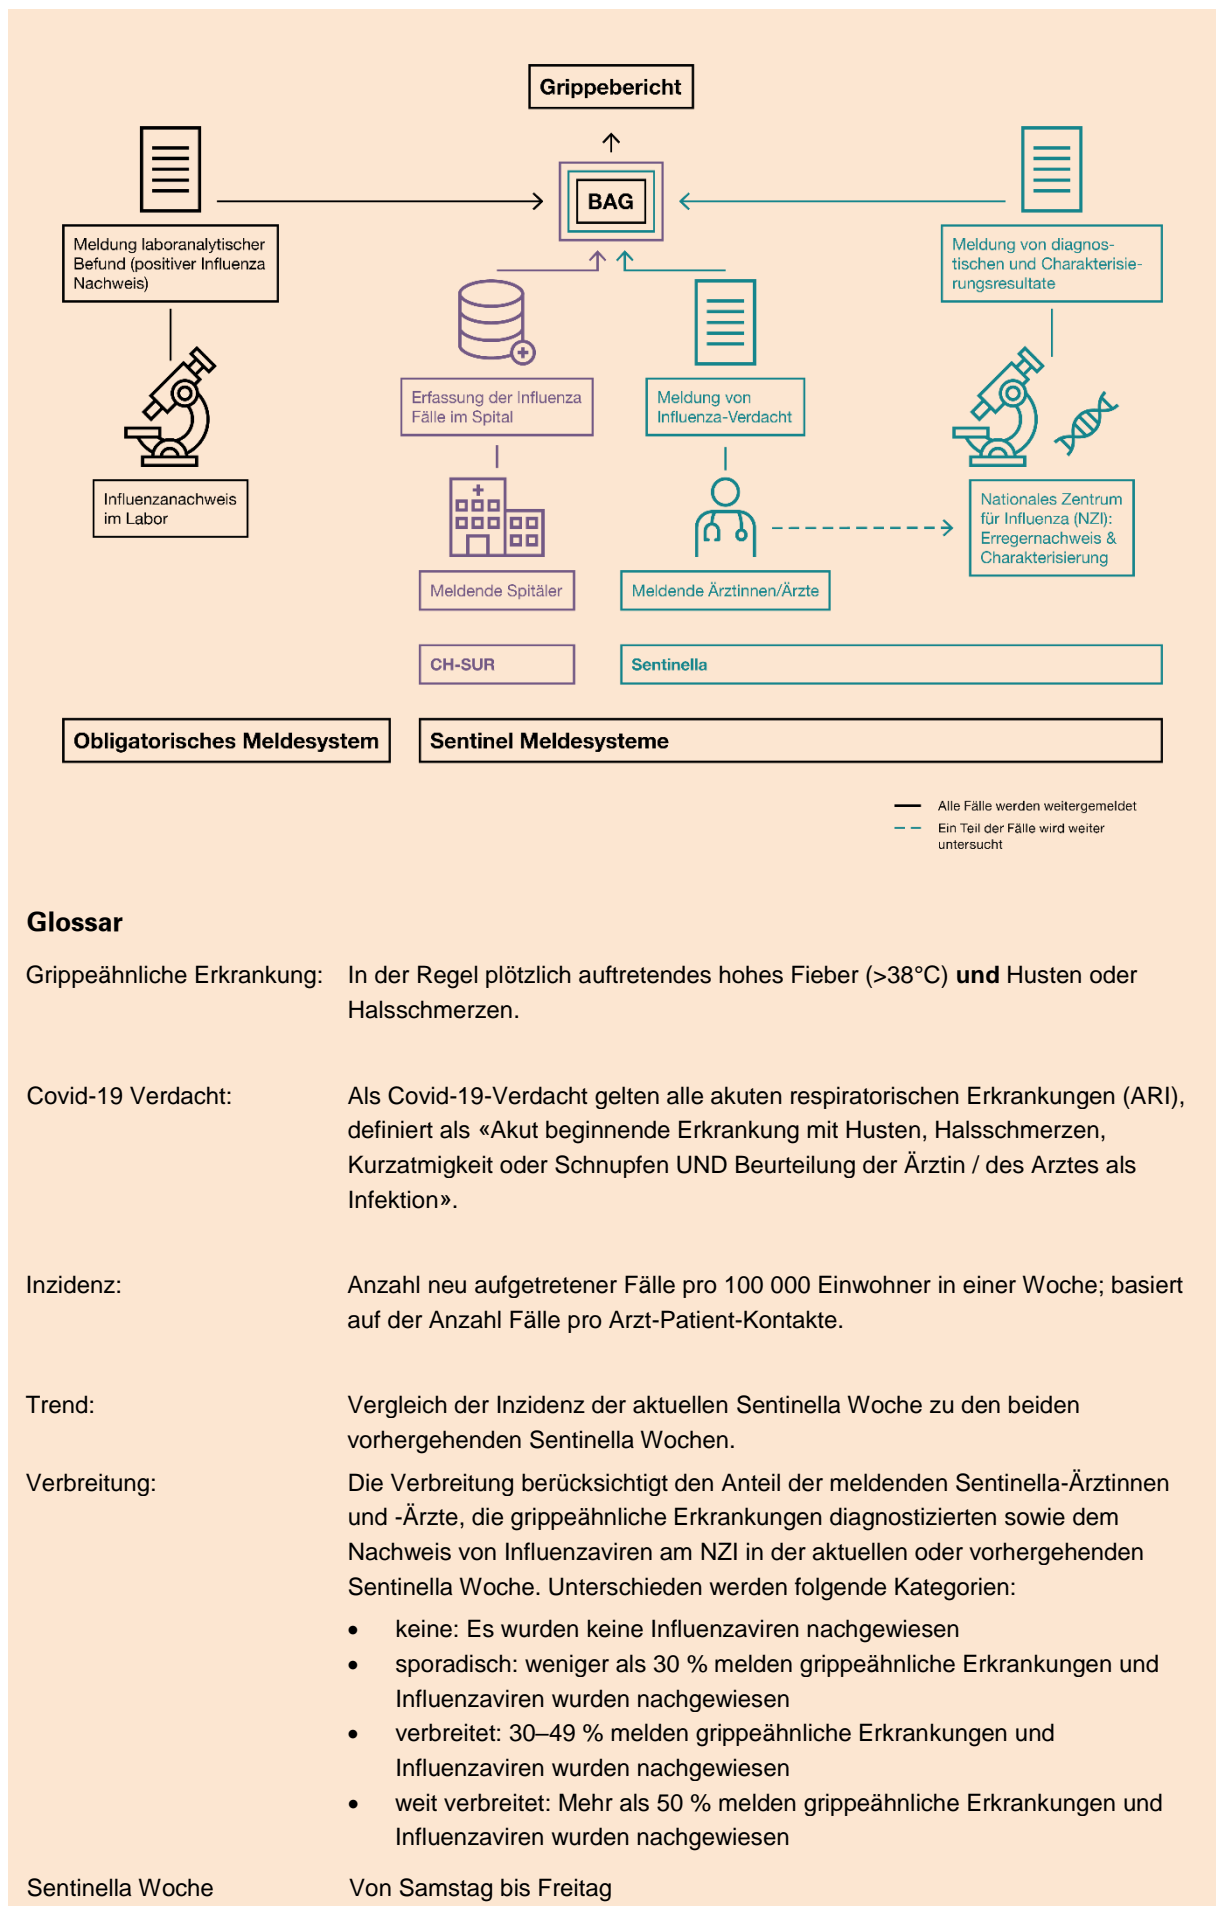 Grippebericht
BAG
Meldung laboranalytischer
Befund (positiver Influenza
Nachweis)
Meldung von diagnos-
tischen und Charakterisie-
rungsresultate
Erfassung der Influenza
Fälle im Spital
Meldung von
Influenza-Verdacht
Influenzanachweis
im Labor
Nationales Zentrum
für Influenza (NZI):
Erregernachweis &
Charakterisierung
Meldende Spitäler
Meldende Ärztinnen/Ärzte
CH-SUR
Sentinella
Obligatorisches Meldesystem
Sentinel Meldesysteme
Alle Fälle werden weitergemeldet
Ein Teil der Fälle wird weiter
untersucht
Glossar
Grippeähnliche Erkrankung: In der Regel plötzlich auftretendes hohes Fieber (>38°C) und Husten oder
Halsschmerzen.
Covid-19 Verdacht: Als Covid-19-Verdacht gelten alle akuten respiratorischen Erkrankungen (ARI),
definiert als «Akut beginnende Erkrankung mit Husten, Halsschmerzen,
Kurzatmigkeit oder Schnupfen UND Beurteilung der Ärztin / des Arztes als
Infektion».
Inzidenz: Anzahl neu aufgetretener Fälle pro 100 000 Einwohner in einer Woche; basiert
auf der Anzahl Fälle pro Arzt-Patient-Kontakte.
Trend: Vergleich der Inzidenz der aktuellen Sentinella Woche zu den beiden
vorhergehenden Sentinella Wochen.
Verbreitung: Die Verbreitung berücksichtigt den Anteil der meldenden Sentinella-Ärztinnen
und -Ärzte, die grippeähnliche Erkrankungen diagnostizierten sowie dem
Nachweis von Influenzaviren am NZI in der aktuellen oder vorhergehenden
Sentinella Woche. Unterschieden werden folgende Kategorien:
• keine: Es wurden keine Influenzaviren nachgewiesen
• sporadisch: weniger als 30 % melden grippeähnliche Erkrankungen und
Influenzaviren wurden nachgewiesen
• verbreitet: 30–49 % melden grippeähnliche Erkrankungen und
Influenzaviren wurden nachgewiesen
• weit verbreitet: Mehr als 50 % melden grippeähnliche Erkrankungen und
Influenzaviren wurden nachgewiesen
Sentinella Woche Von Samstag bis Freitag